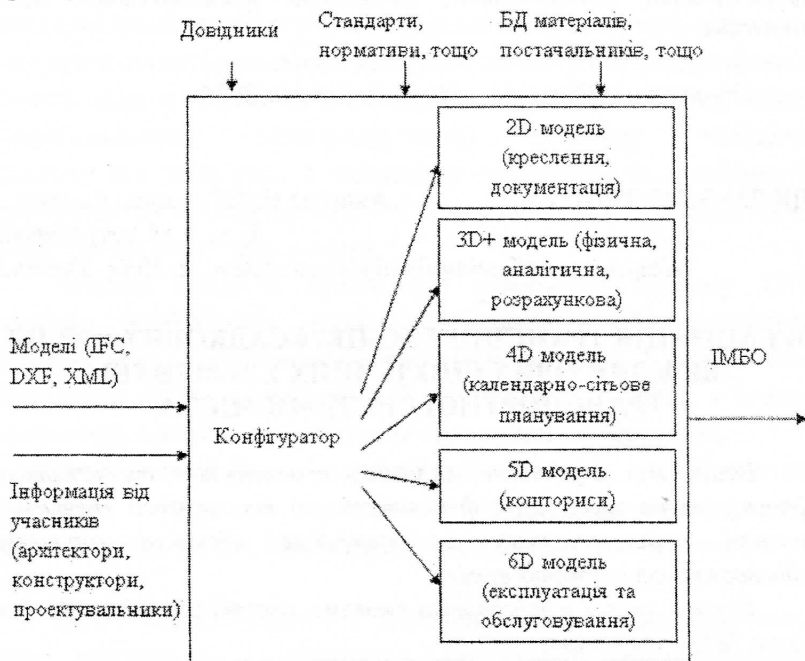 Довідники
Стандарти,
нормативи, тощо
БД матеріалів,
постачальників, тощо
2D модель
(креслення,
документація)
3D+ модель (фізична,
аналітична,
розрахункова)
Моделі (IFC,
DXF, XML)
4D модель
(календарно-сітьове
планування)
ІМБО
Конфігуратор
5D модель
(кошториси)
Інформація від
учасників
(архітектори,
конструктори,
проектувальники)
6D модель
(експлуатація та
обслуговування)